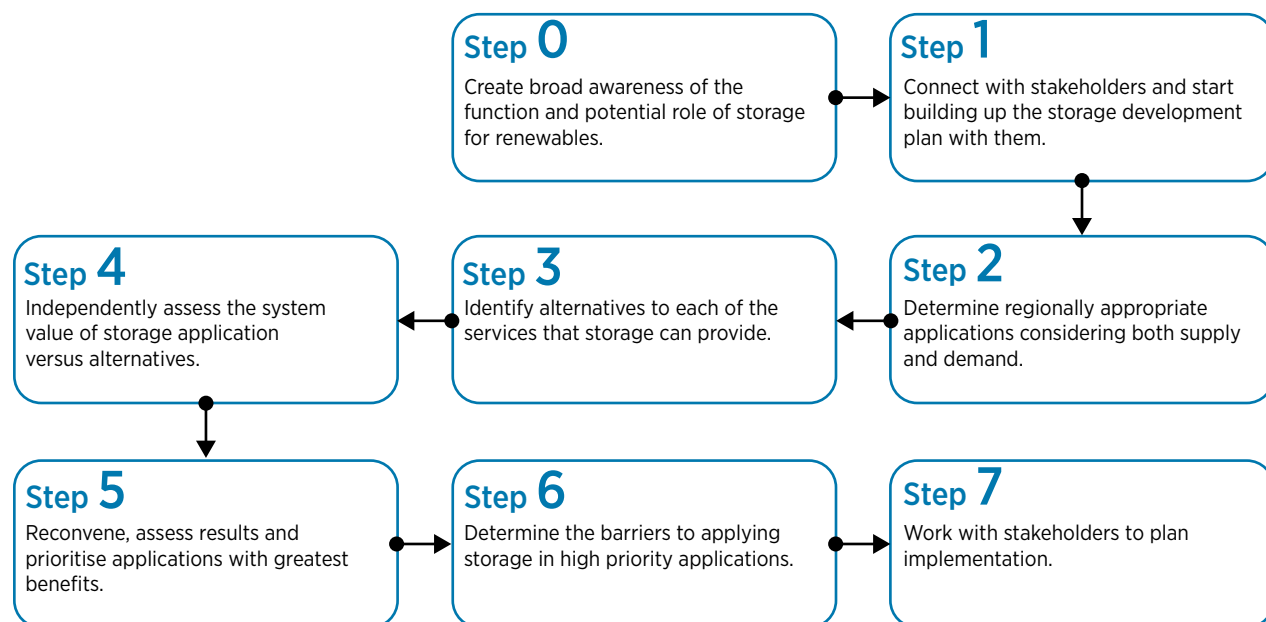 Step 0
Create broad awareness of the
function and potential role of storage
for renewables.
Step 1
Connect with stakeholders and start
building up the storage development
plan with them.
Step 2
Determine regionally appropriate
applications considering both supply
and demand.
Step 3
Identify alternatives to each of the
services that storage can provide.
Step 4
Independently assess the system
value of storage application
versus alternatives.
Step 5
Reconvene, assess results and
prioritise applications with greatest
benefits.
Step 6
Determine the barriers to applying
storage in high priority applications.
Step 7
Work with stakeholders to plan
implementation.